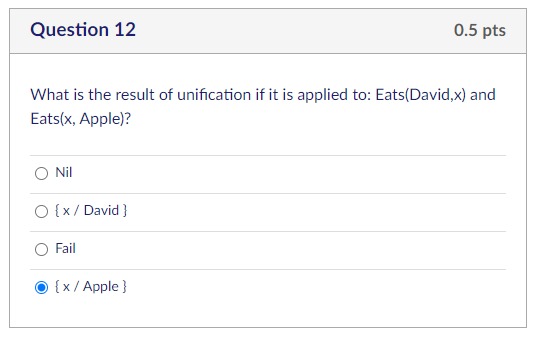 Question 12
0.5 pts
What is the result of unification if it is applied to: Eats(David,x) and
Eats(x, Apple)?
Nil
{ x / David }
Fail
{ x / Apple }